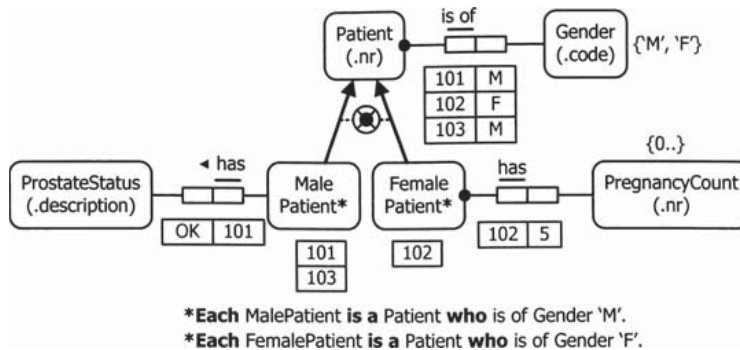 is of
Patient
(.nr)
Gender
(.code)
{'M', 'F'}
101 M
102 F
103 M
{0..}
◄ has
has
ProstateStatus
(.description)
Male
Patient*
Female
Patient*
PregnancyCount
(.nr)
OK 101
101
103
102
102 5
*Each MalePatient is a Patient who is of Gender 'M'.
*Each FemalePatient is a Patient who is of Gender 'F'.